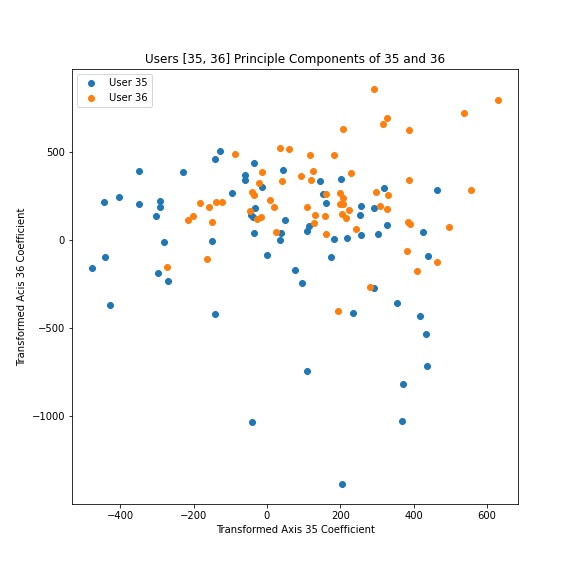 Users [35, 36] Principle Components of 35 and 36
User 35
User 36
Transformed Acis 36 Coefficient
500
0
−500
−1000
−400
−200
0
200
400
600
Transformed Axis 35 Coefficient